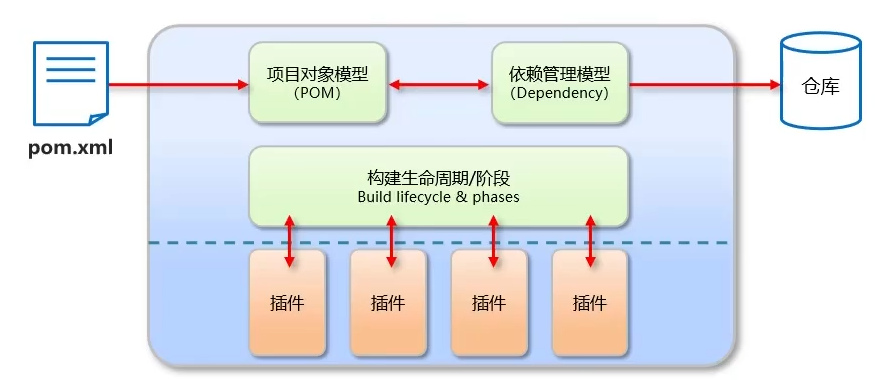 项目对象模型
（POM）
依赖管理模型
（Dependency）
仓库
pom.xml
构建生命周期/阶段
Build lifecycle & phases
插件
插件
插件
插件